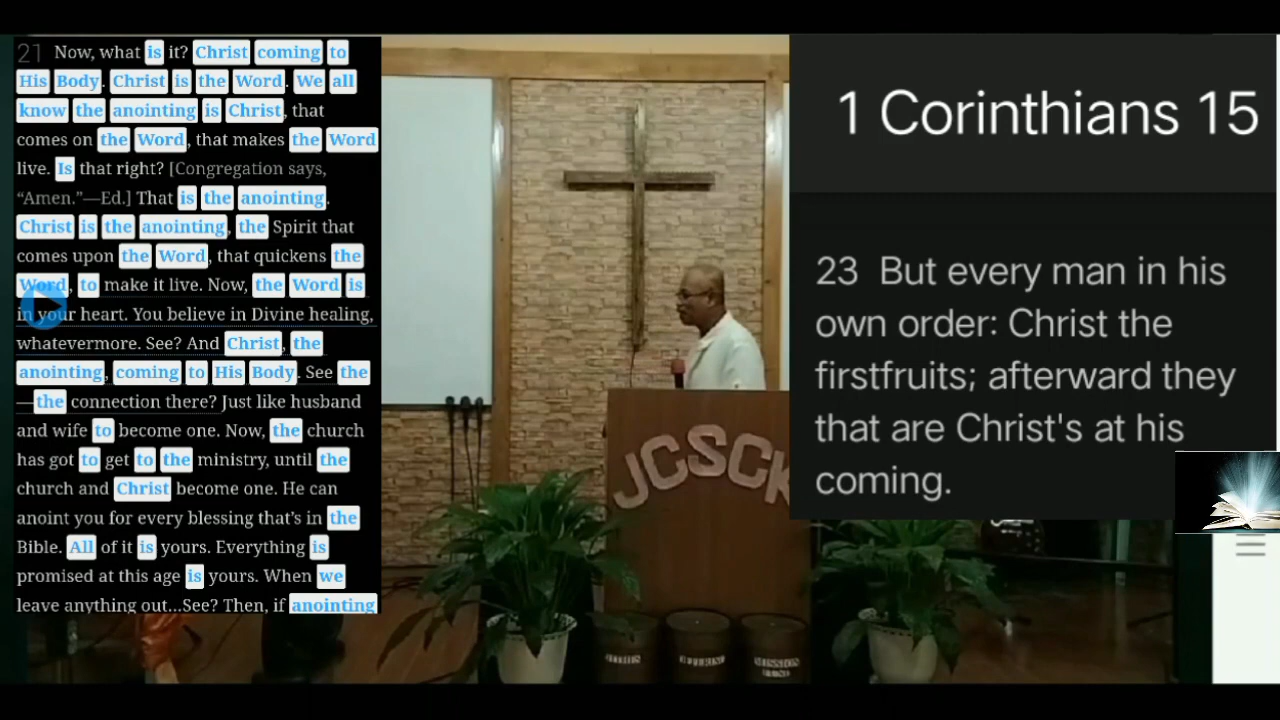 21 Now, what is it? Christ coming to
His Body. Christ is the Word. We all
know the anointing is Christ, that
comes on the Word, that makes the Word
live. Is that right? [Congregation says,
“Amen.”—Ed.] That is the anointing.
Christ is the anointing, the Spirit that
comes upon the Word, that quickens the
Word, to make it live. Now, the Word is
in your heart. You believe in Divine healing,
whatevermore. See? And Christ, the
anointing, coming to His Body. See the
—the connection there? Just like husband
and wife to become one. Now, the church
has got to get to the ministry, until the
church and Christ become one. He can
anoint you for every blessing that’s in the
Bible. All of it is yours. Everything is
promised at this age is yours. When we
leave anything out...See? Then, if anointing
JCSCK
TITHES
OFFERING
MISSION
FUND
1 Corinthians 15
23 But every man in his
own order: Christ the
firstfruits; afterward they
that are Christ's at his
coming.